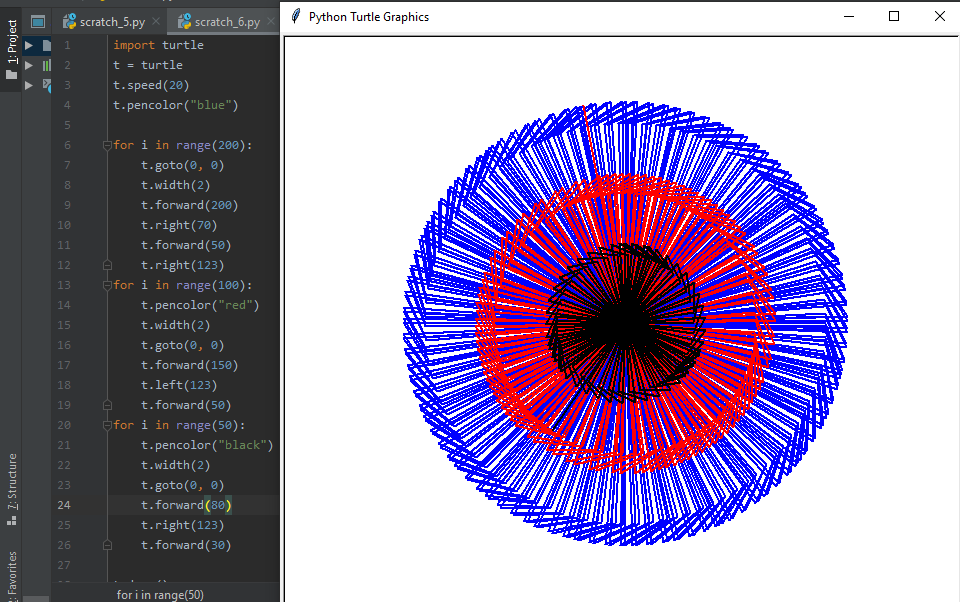 scratch_5.py
scratch_6.py
Python Turtle Graphics
1: Project
1 import turtle
2 t = turtle
3 t.speed(20)
4 t.pencolor("blue")
5
6 for i in range(200):
7     t.goto(0, 0)
8     t.width(2)
9     t.forward(200)
10     t.right(70)
11     t.forward(50)
12     t.right(123)
13 for i in range(100):
14     t.pencolor("red")
15     t.width(2)
16     t.goto(0, 0)
17     t.forward(150)
18     t.left(123)
19     t.forward(50)
20 for i in range(50):
21     t.pencolor("black")
22     t.width(2)
23     t.goto(0, 0)
24     t.forward(80)
25     t.right(123)
26     t.forward(30)
27
7: Structure
Favorites
for i in range(50)